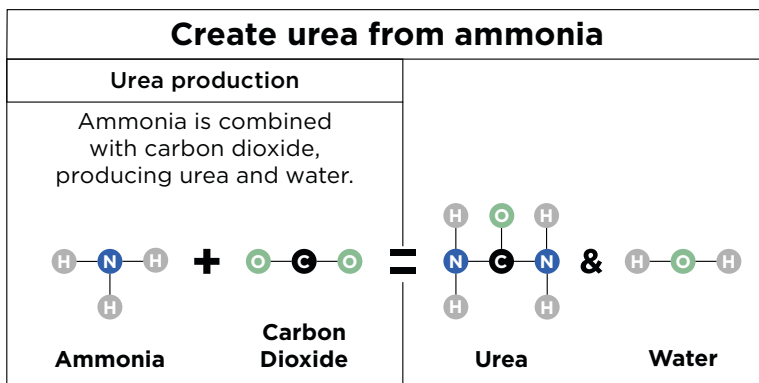 Create urea from ammonia
Urea production
Ammonia is combined
with carbon dioxide,
producing urea and water.
H O H
H N H + O C O = N C N & H O H
H H H
Ammonia
Carbon
Dioxide
Urea
Water